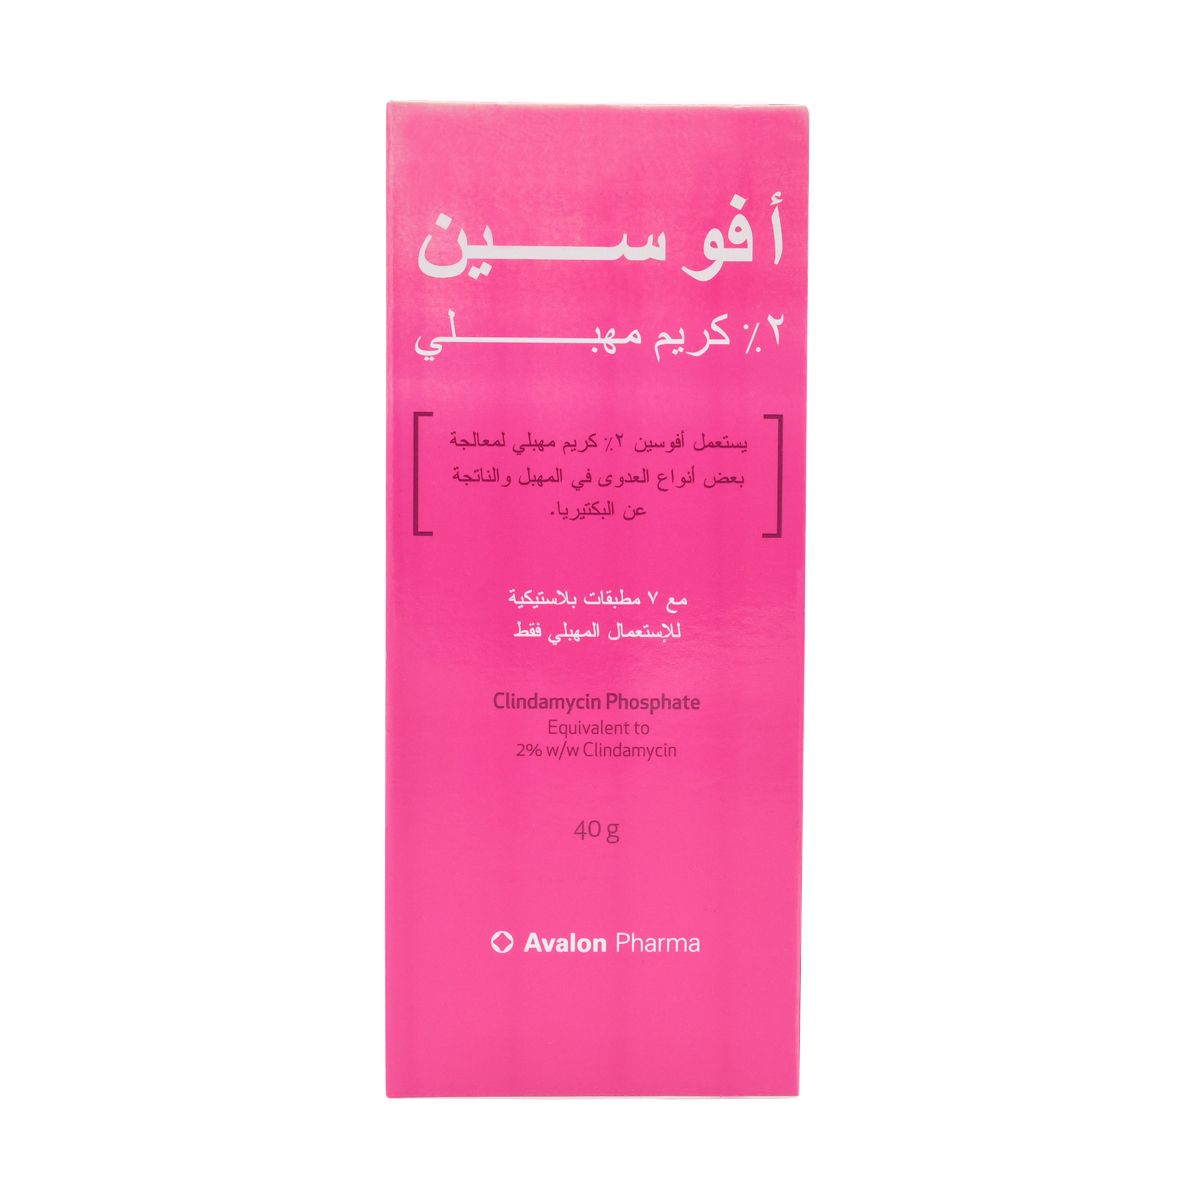 أفوسين
٢٪ كريم مهبلي
يستعمل أفوسين ٢٪ كريم مهبلي لمعالجة
بعض أنواع العدوى في المهبل والناتجة
عن البكتيريا.
مع ٧ مطبقات بلاستيكية
للإستعمال المهبلي فقط
Clindamycin Phosphate
Equivalent to
2% w/w Clindamycin
40 g
Avalon Pharma